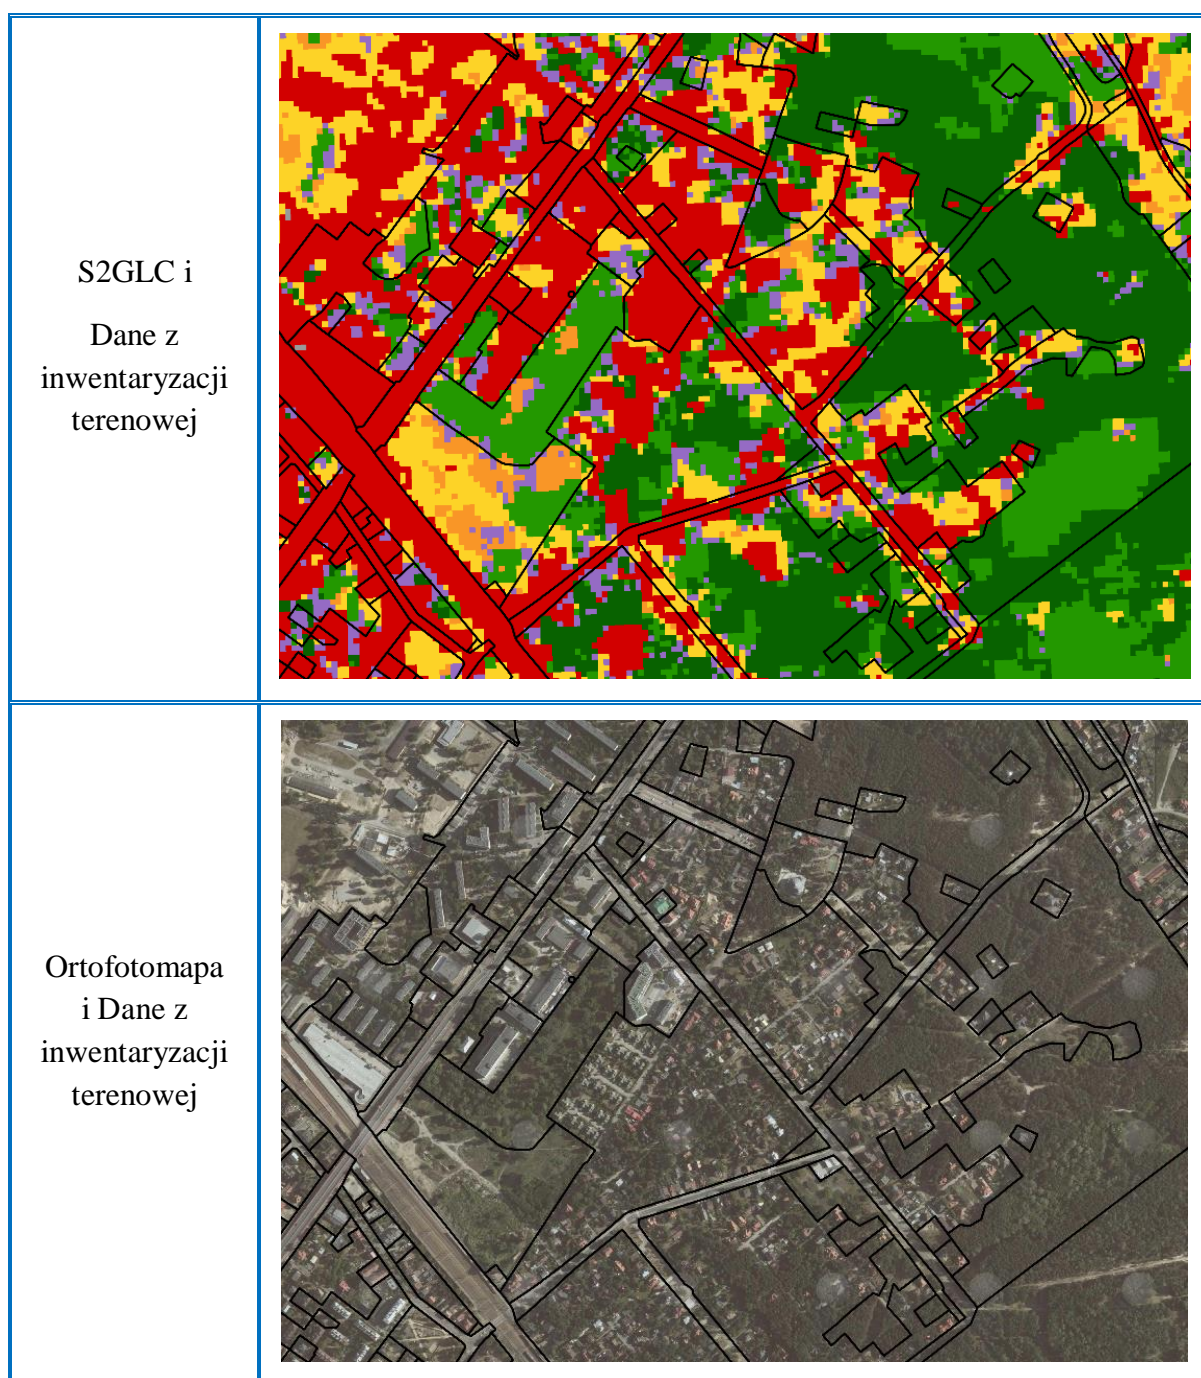 S2GLC i
Dane z
inwentaryzacji
terenowej
Ortofotomapa
i Dane z
inwentaryzacji
terenowej